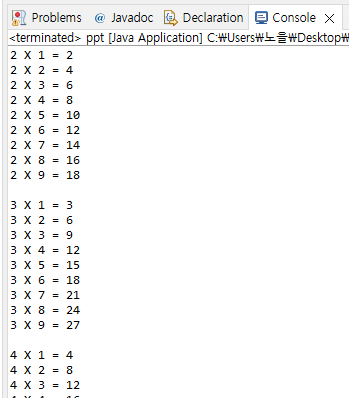 Problems @ Javadoc Declaration Console
<terminated> ppt [Java Application] C:₩Users₩노을₩Desktop₩
2 X 1 = 2
2 X 2 = 4
2 X 3 = 6
2 X 4 = 8
2 X 5 = 10
2 X 6 = 12
2 X 7 = 14
2 X 8 = 16
2 X 9 = 18
3 X 1 = 3
3 X 2 = 6
3 X 3 = 9
3 X 4 = 12
3 X 5 = 15
3 X 6 = 18
3 X 7 = 21
3 X 8 = 24
3 X 9 = 27
4 X 1 = 4
4 X 2 = 8
4 X 3 = 12